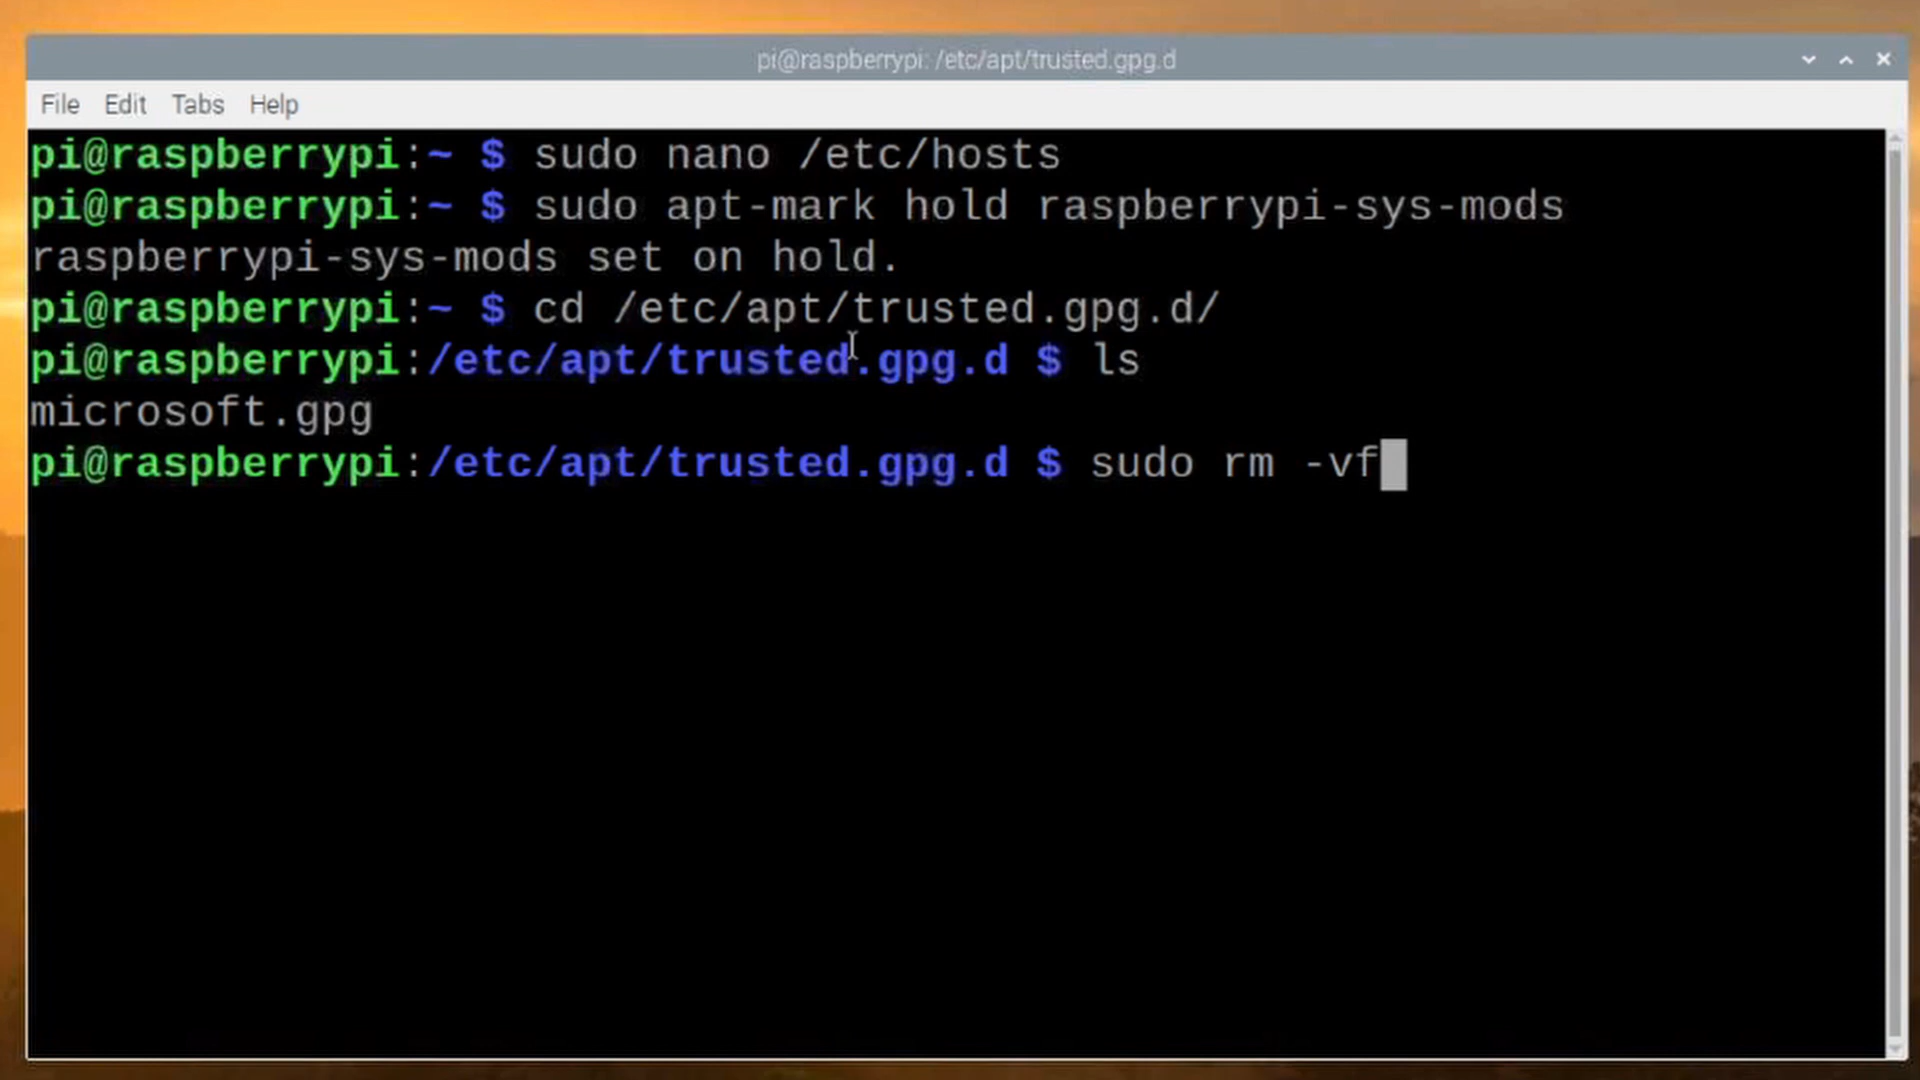 pi@raspberrypi: /etc/apt/trusted.gpg.d
File Edit Tabs Help
pi@raspberrypi:~ $ sudo nano /etc/hosts
pi@raspberrypi:~ $ sudo apt-mark hold raspberrypi-sys-mods
raspberrypi-sys-mods set on hold.
pi@raspberrypi:~ $ cd /etc/apt/trusted.gpg.d/
pi@raspberrypi:/etc/apt/trusted.gpg.d $ ls
microsoft.gpg
pi@raspberrypi:/etc/apt/trusted.gpg.d $ sudo rm -vf